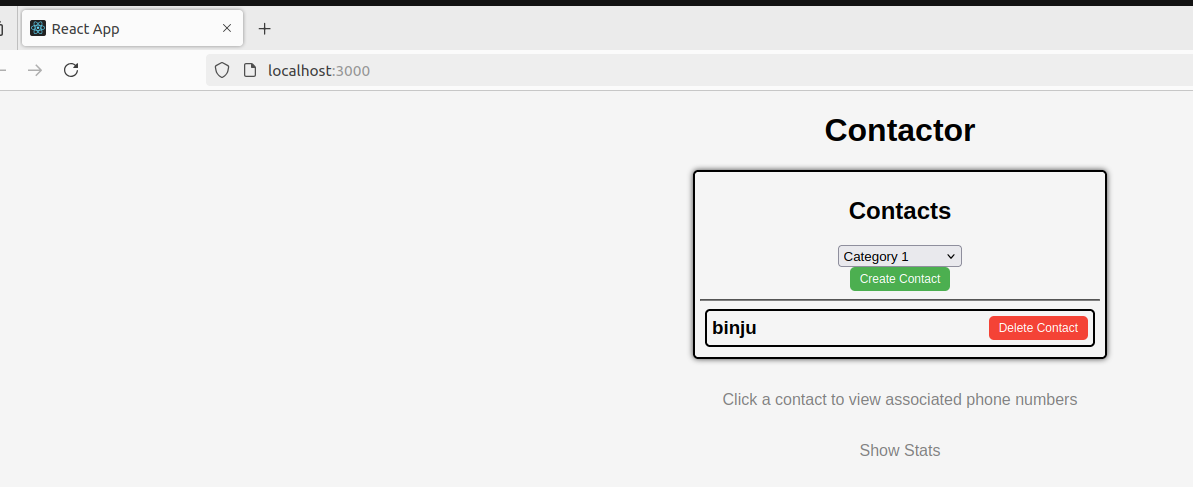 React App
localhost:3000
Contactor
Contacts
Category 1
Create Contact
binju
Delete Contact
Click a contact to view associated phone numbers
Show Stats